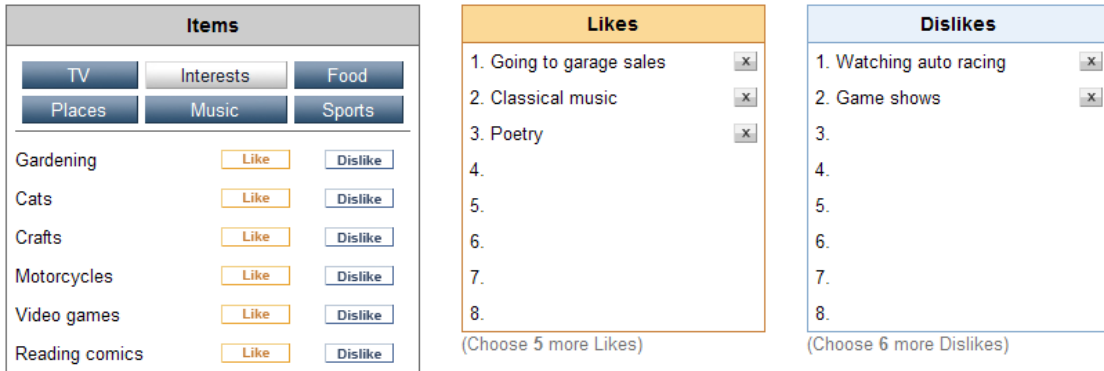 Items
TV Interests Food
Places Music Sports
Gardening Like Dislike
Cats Like Dislike
Crafts Like Dislike
Motorcycles Like Dislike
Video games Like Dislike
Reading comics Like Dislike
Likes
1. Going to garage sales x
2. Classical music x
3. Poetry x
4.
5.
6.
7.
8.
(Choose 5 more Likes)
Dislikes
1. Watching auto racing x
2. Game shows x
3.
4.
5.
6.
7.
8.
(Choose 6 more Dislikes)